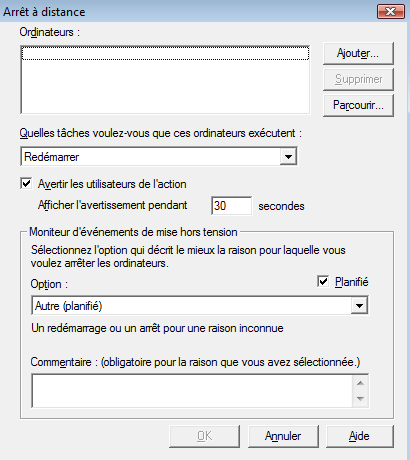 Arrêt à distance
Ordinateurs :
Ajouter...
Supprimer
Parcourir...
Quelles tâches voulez-vous que ces ordinateurs exécutent :
Redémarrer
Avertir les utilisateurs de l'action
Afficher l'avertissement pendant 30 secondes
Moniteur d'événements de mise hors tension
Sélectionnez l'option qui décrit le mieux la raison pour laquelle vous
voulez arrêter les ordinateurs.
Option :
Planifié
Autre (planifié)
Un redémarrage ou un arrêt pour une raison inconnue
Commentaire : (obligatoire pour la raison que vous avez sélectionnée.)
OK
Annuler
Aide